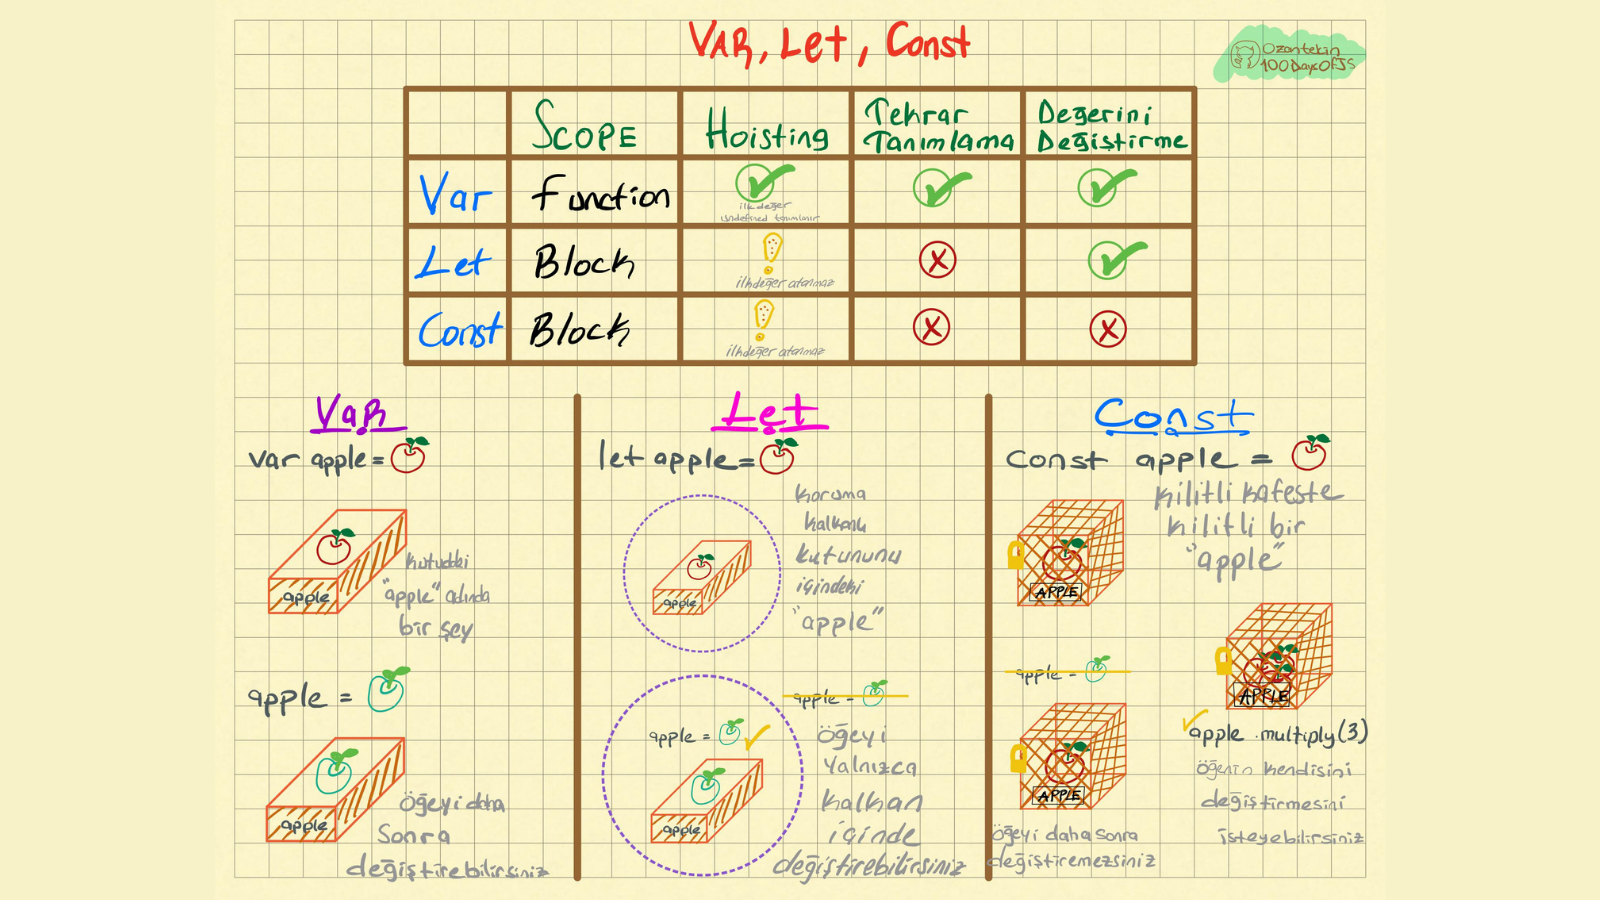 VAR, Let, Const
Ozantekin
100DaysOfJS
SCOPE
Hoisting
Tekrar
Tanımlama
Değerini
Değiştirme
Var
Function
ilk değer
undefined tanımlanır
Let
Block
ilk değer atanmaz
Const
Block
ilk değer atanmaz
Var
var apple =
apple
kutudaki
"apple" adında
bir şey
apple =
apple
öğeyi daha
sonra
değiştirebilirsiniz
Let
let apple =
apple
koruma
kalkanlı
kutununu
içindeki
"apple"
apple =
apple =
apple
öğeyi
Yalnızca
kalkan
içinde
değiştirebilirsiniz
Const
Const apple =
kilitli kafeste
kilitli bir
"apple"
APPLE
apple =
APPLE
öğeyi daha sonra
değiştiremezsiniz
APPLE
apple .multiply(3)
öğenin kendisini
değiştirmesini
isteyebilirsiniz